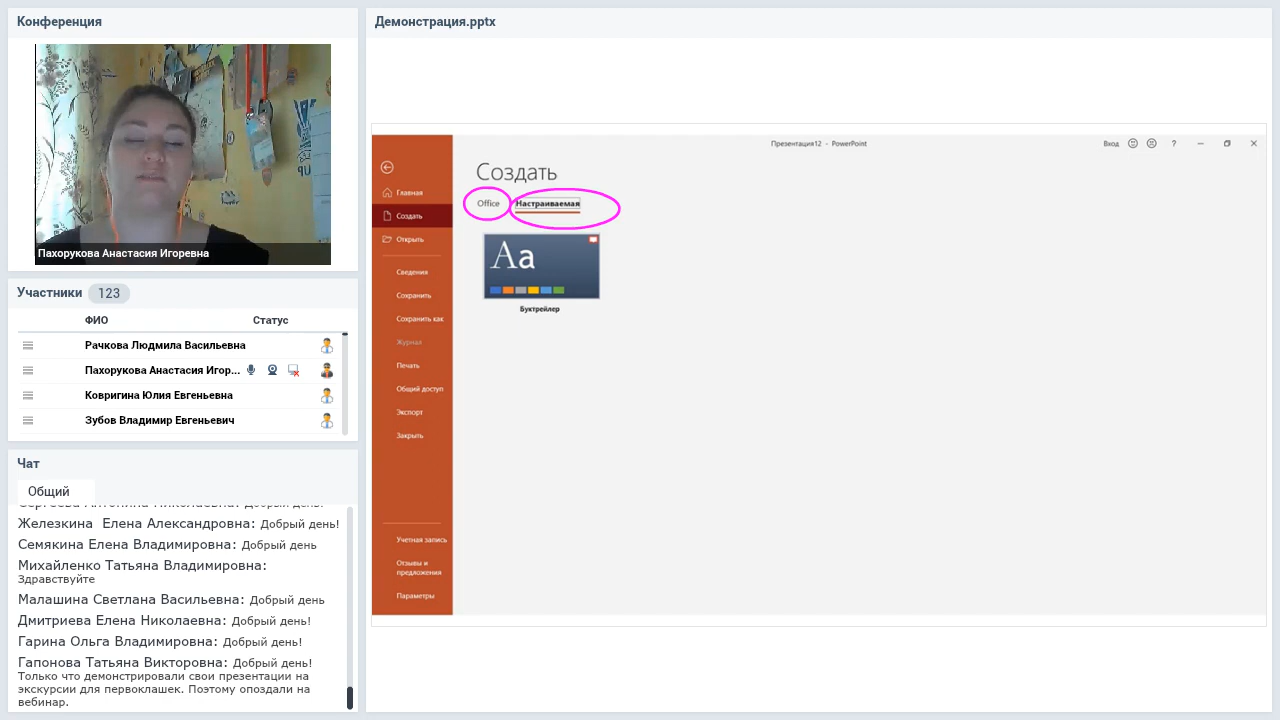 Конференция
Пахорукова Анастасия Игоревна
Участники 123
ФИО Статус
Рачкова Людмила Васильевна
Пахорукова Анастасия Игор...
Ковригина Юлия Евгеньевна
Зубов Владимир Евгеньевич
Чат
Общий
Железкина Елена Александровна: Добрый день!
Семякина Елена Владимировна: Добрый день
Михайленко Татьяна Владимировна:
Здравствуйте
Малашина Светлана Васильевна: Добрый день
Дмитриева Елена Николаевна: Добрый день!
Гарина Ольга Владимировна: Добрый день!
Гапонова Татьяна Викторовна: Добрый день!
Только что демонстрировали свои презентации на
экскурсии для первоклашек. Поэтому опоздали на
вебинар.
Демонстрация.pptx
Презентация12 - PowerPoint
Вход ?
Главная
Создать
Открыть
Сведения
Сохранить
Сохранить как
Журнал
Печать
Общий доступ
Экспорт
Закрыть
Учетная запись
Отзывы и
предложения
Параметры
Создать
Office Настраиваемая
Aa
Буктрейлер